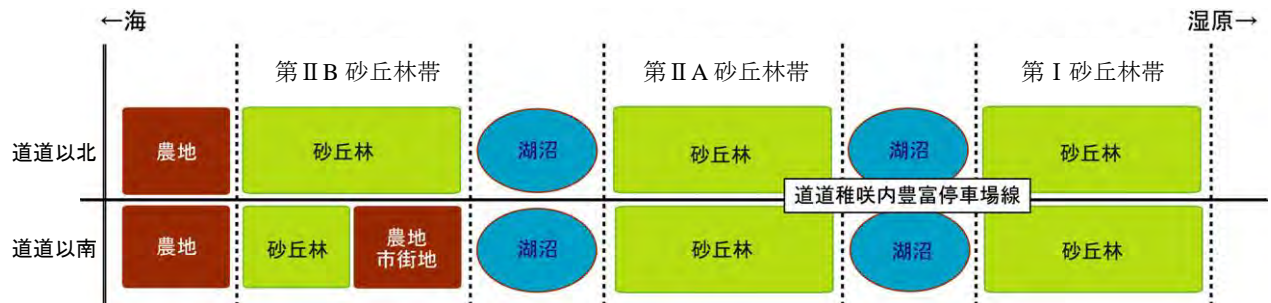 ←海
湿原→
第ⅡB砂丘林帯
第ⅡA砂丘林帯
第Ⅰ砂丘林帯
道道以北
農地
砂丘林
湖沼
砂丘林
湖沼
砂丘林
道道稚咲内豊富停車場線
道道以南
農地
砂丘林
農地
市街地
湖沼
砂丘林
湖沼
砂丘林